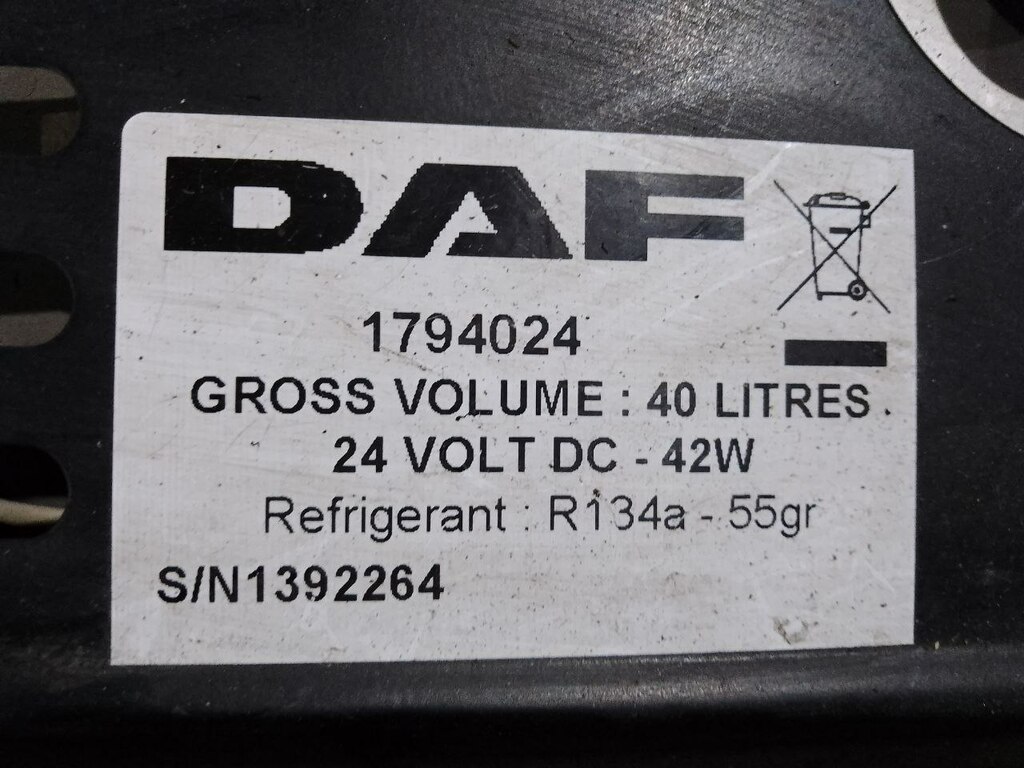 DAF
1794024
GROSS VOLUME : 40 LITRES
24 VOLT DC - 42W
Refrigerant : R134a - 55gr
S/N1392264